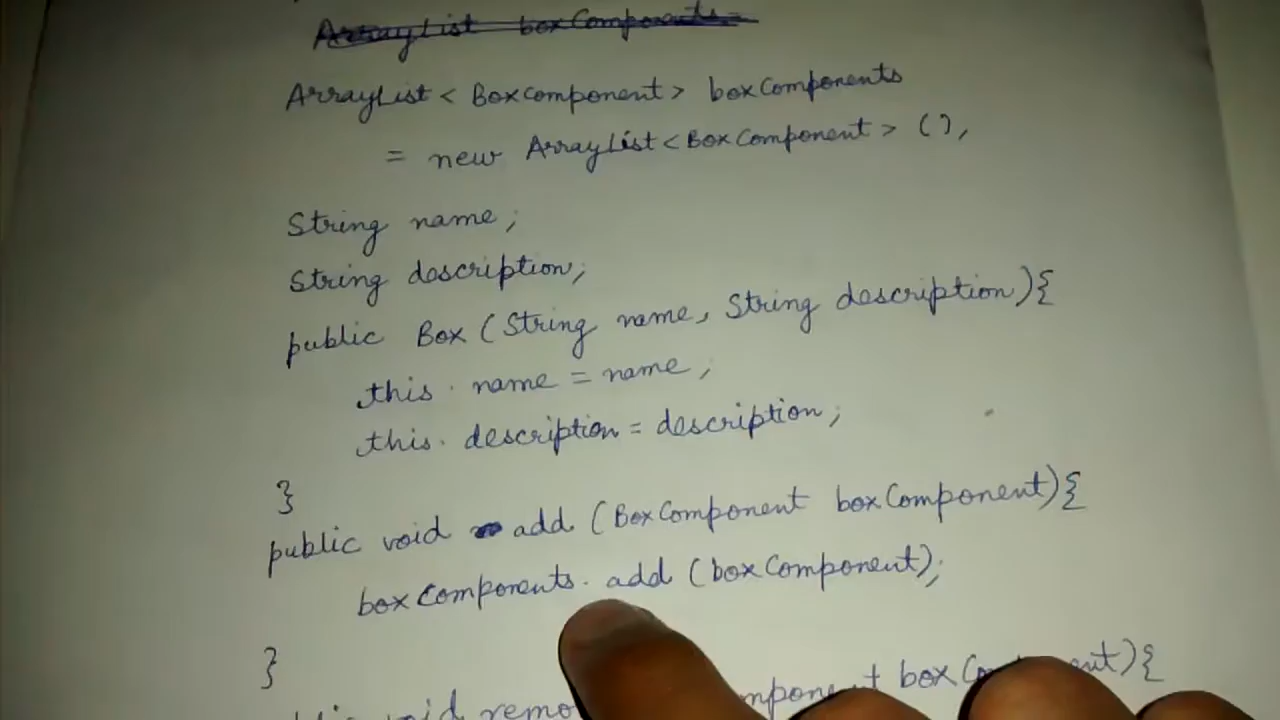 ArrayList boxComponents
ArrayList < Boxcomponent > boxComponents
= new ArrayList < BoxComponent > (),
String name;
String description;
public Box (String name, String description){
this. name = name;
this. description = description;
}
public void add (BoxComponent boxComponent){
boxComponents. add (boxComponent);
}
void